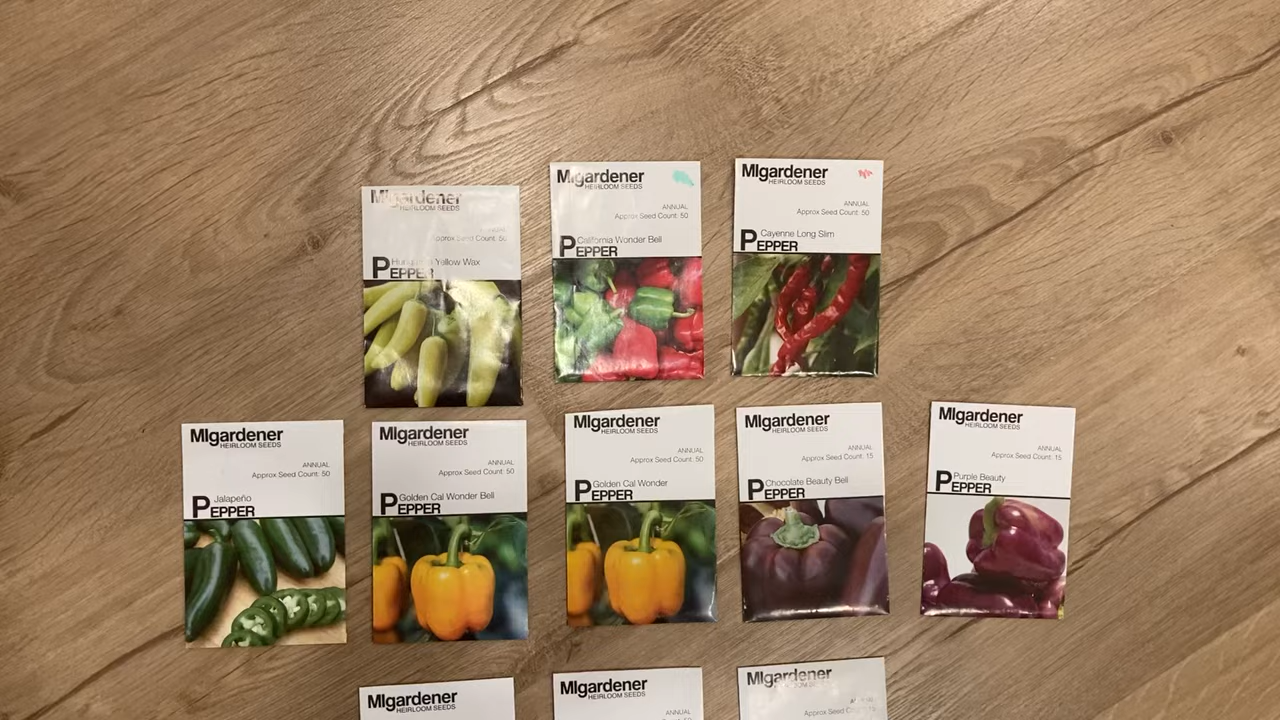 MIgardener
HEIRLOOM SEEDS
Approx Seed Count: 50
Yellow Wax
PEPPER
MIgardener
HEIRLOOM SEEDS
ANNUAL
Approx Seed Count: 50
California Wonder Bell
PEPPER
MIgardener
HEIRLOOM SEEDS
ANNUAL
Approx Seed Count: 50
Cayenne Long Slim
PEPPER
MIgardener
HEIRLOOM SEEDS
ANNUAL
Approx Seed Count: 50
Jalapeño
PEPPER
MIgardener
HEIRLOOM SEEDS
ANNUAL
Approx Seed Count: 50
Golden Cal Wonder Bell
PEPPER
MIgardener
HEIRLOOM SEEDS
ANNUAL
Approx Seed Count: 50
Golden Cal Wonder
PEPPER
MIgardener
HEIRLOOM SEEDS
ANNUAL
Approx Seed Count: 15
Chocolate Beauty Bell
PEPPER
MIgardener
HEIRLOOM SEEDS
ANNUAL
Approx Seed Count: 15
Purple Beauty
PEPPER
MIgardener
HEIRLOOM SEEDS
MIgardener
HEIRLOOM SEEDS
ANNUAL
MIgardener
HEIRLOOM SEEDS
Approx Seed Count: 15